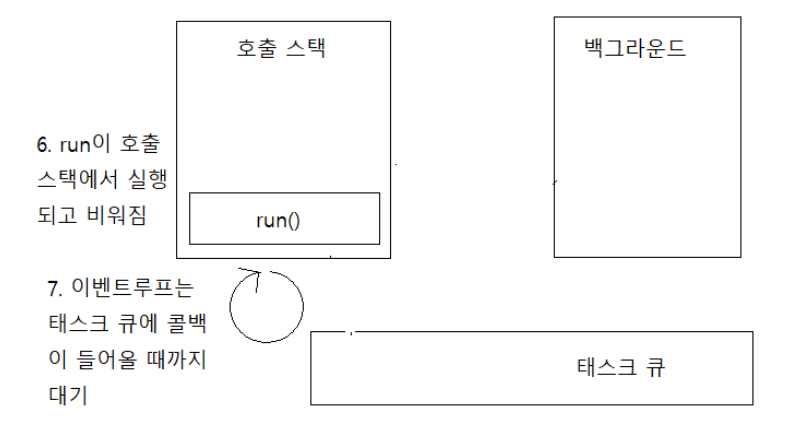 호출 스택
백그라운드
6. run이 호출
스택에서 실행
되고 비워짐
run()
7. 이벤트루프는
태스크 큐에 콜백
이 들어올 때까지
대기
태스크 큐